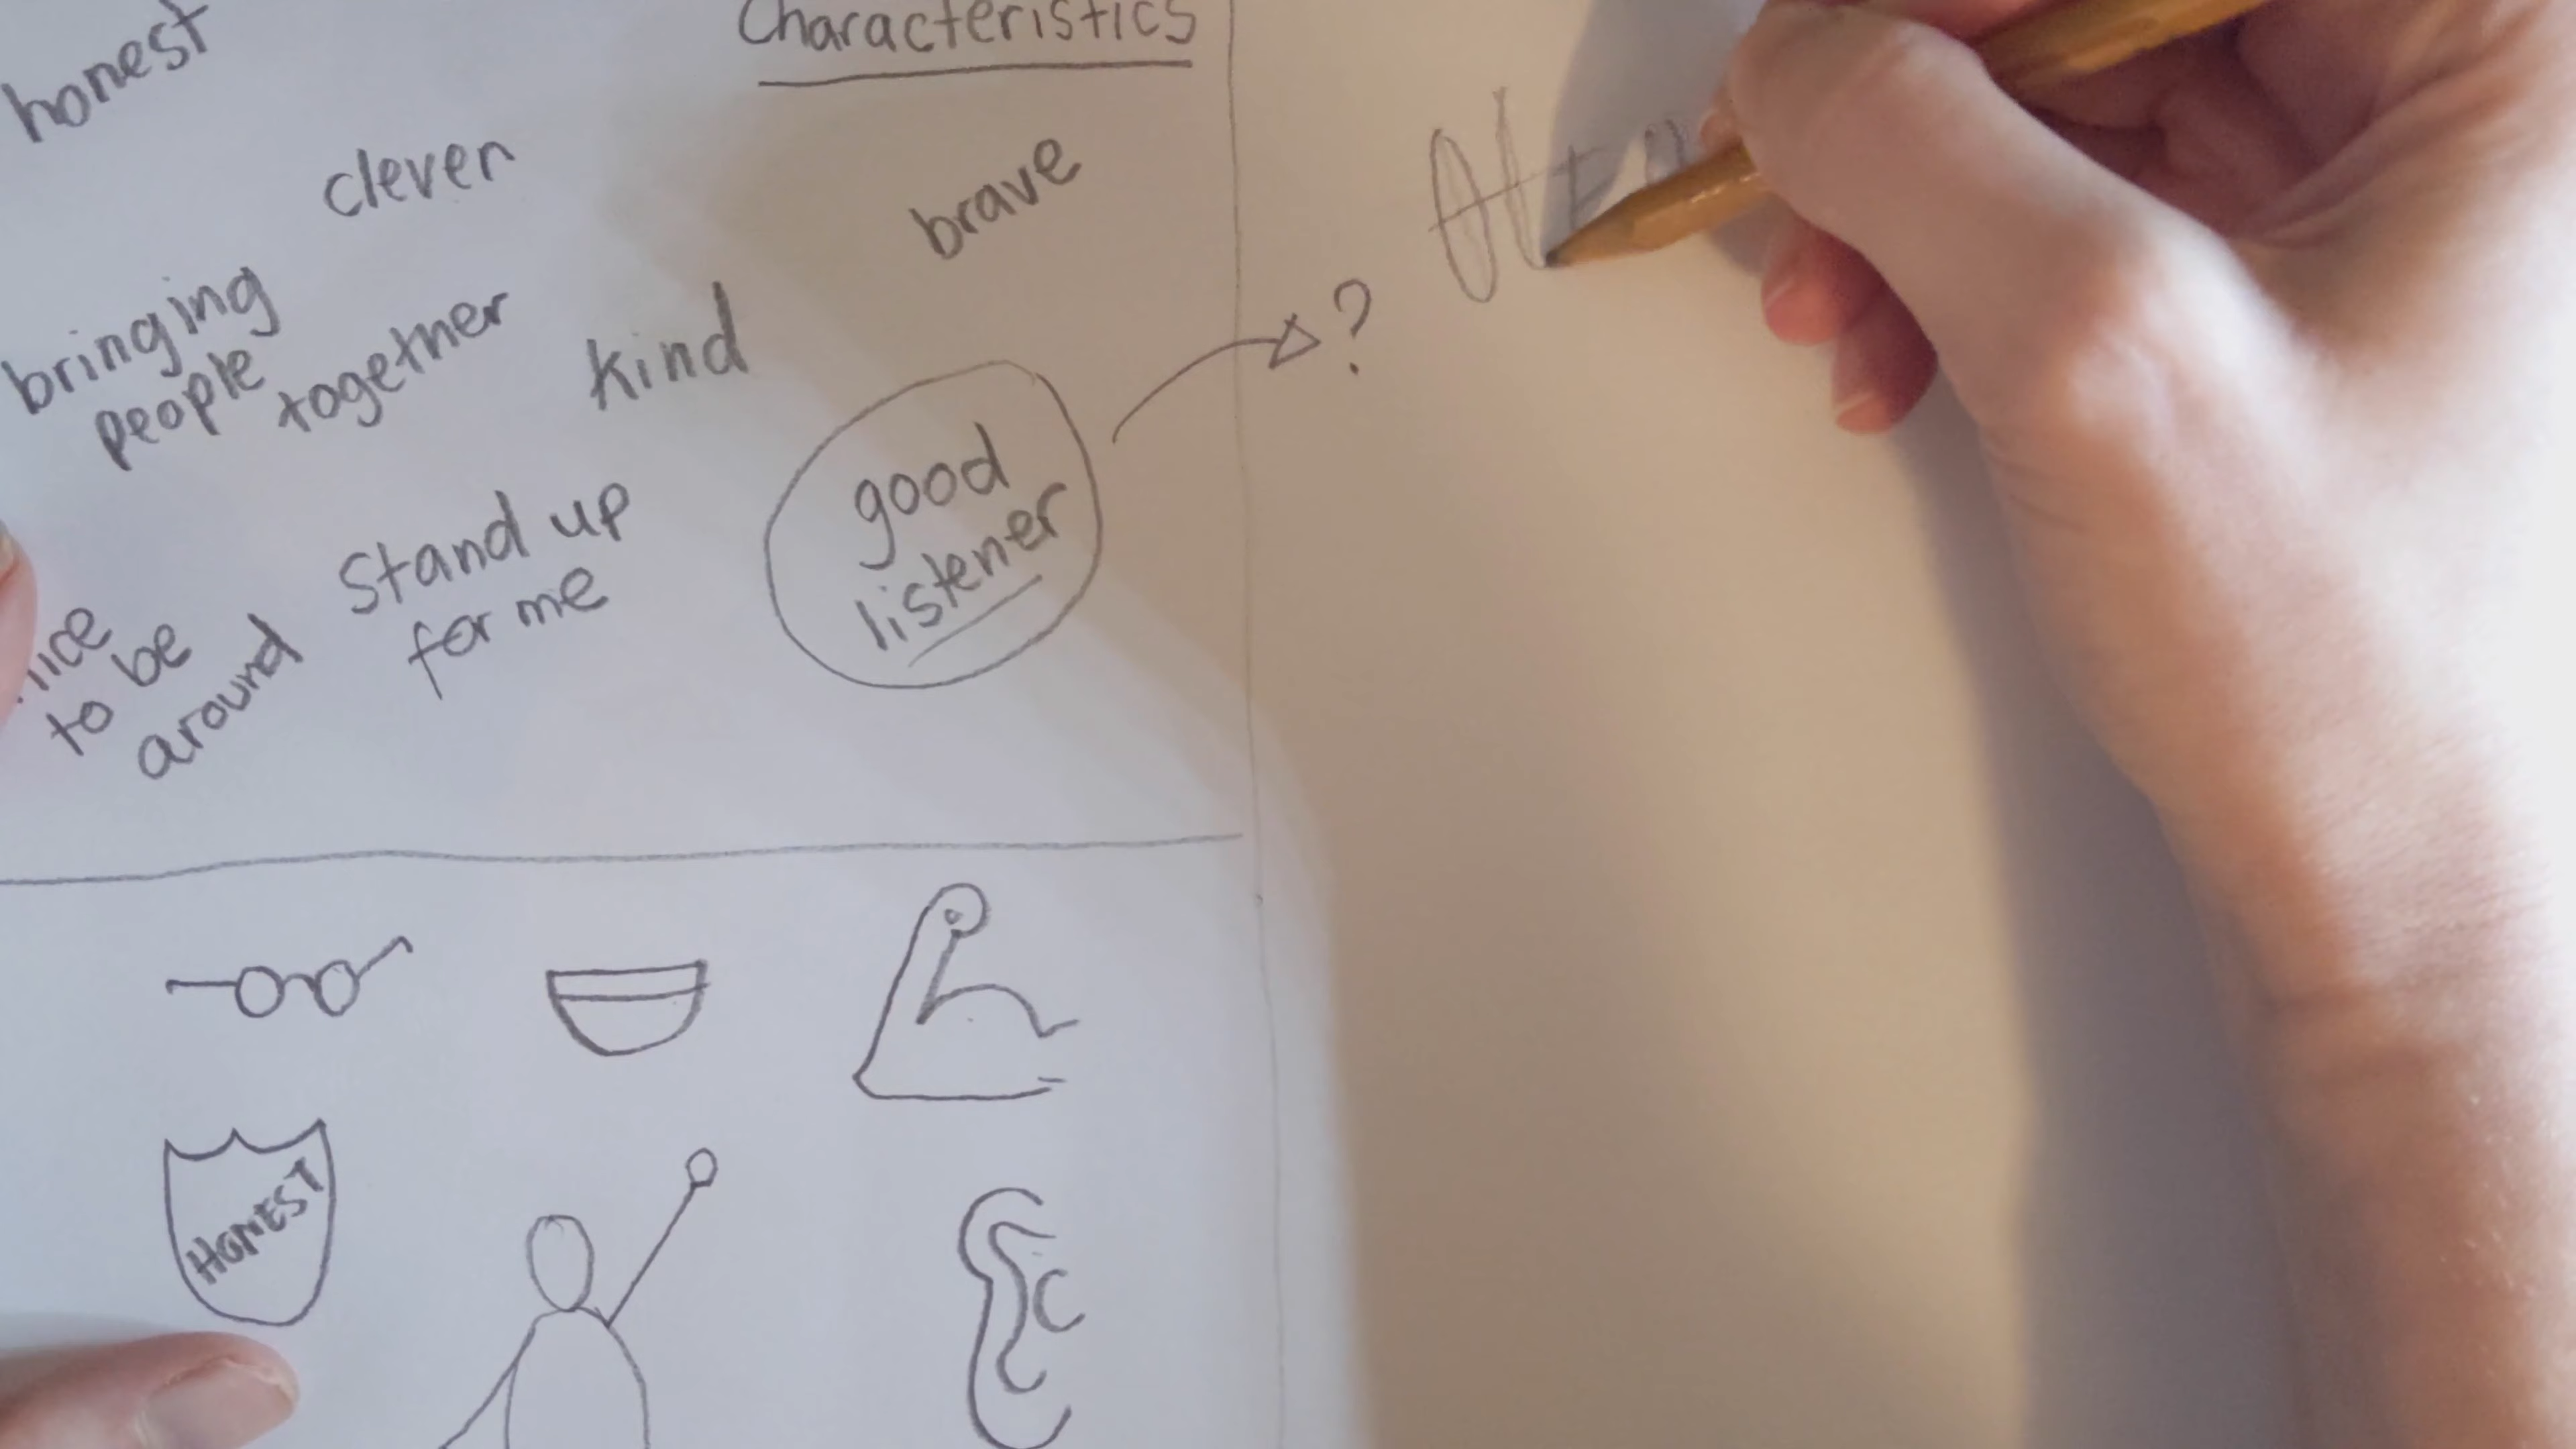 Characteristics
honest
clever
brave
bringing
people
together
kind
good
listener
?
stand up
for me
to be
around
HONEST